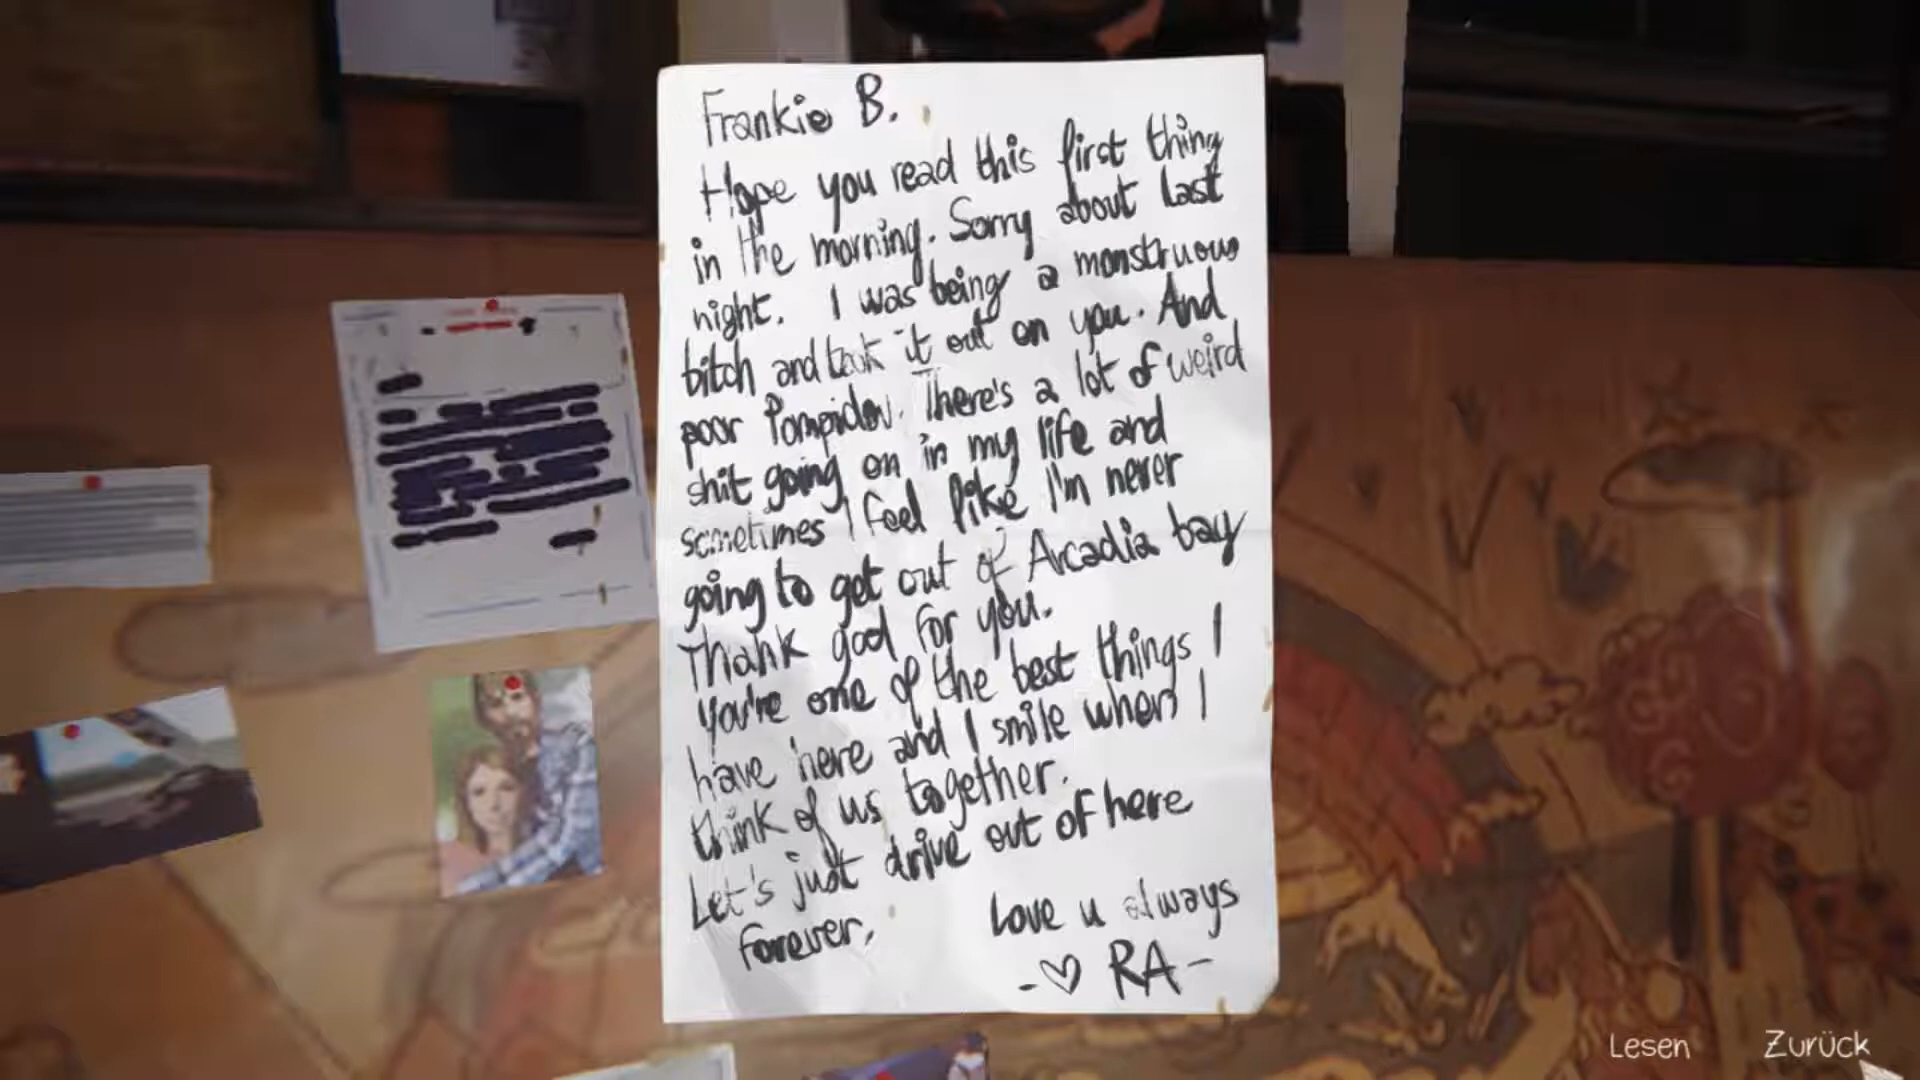 Frankie B.
Hope you read this first thing
in the morning. Sorry about last
night. I was being a monstruous
bitch and took it out on you. And
poor Pompidou. There's a lot of weird
shit going on in my life and
sometimes I feel like I'm never
going to get out of Arcadia bay
Thank god for you.
You're one of the best things I
have here and I smile when I
think of us together.
Let's just drive out of here
forever.
Love u always
-♡ RA-
Lesen Zurück